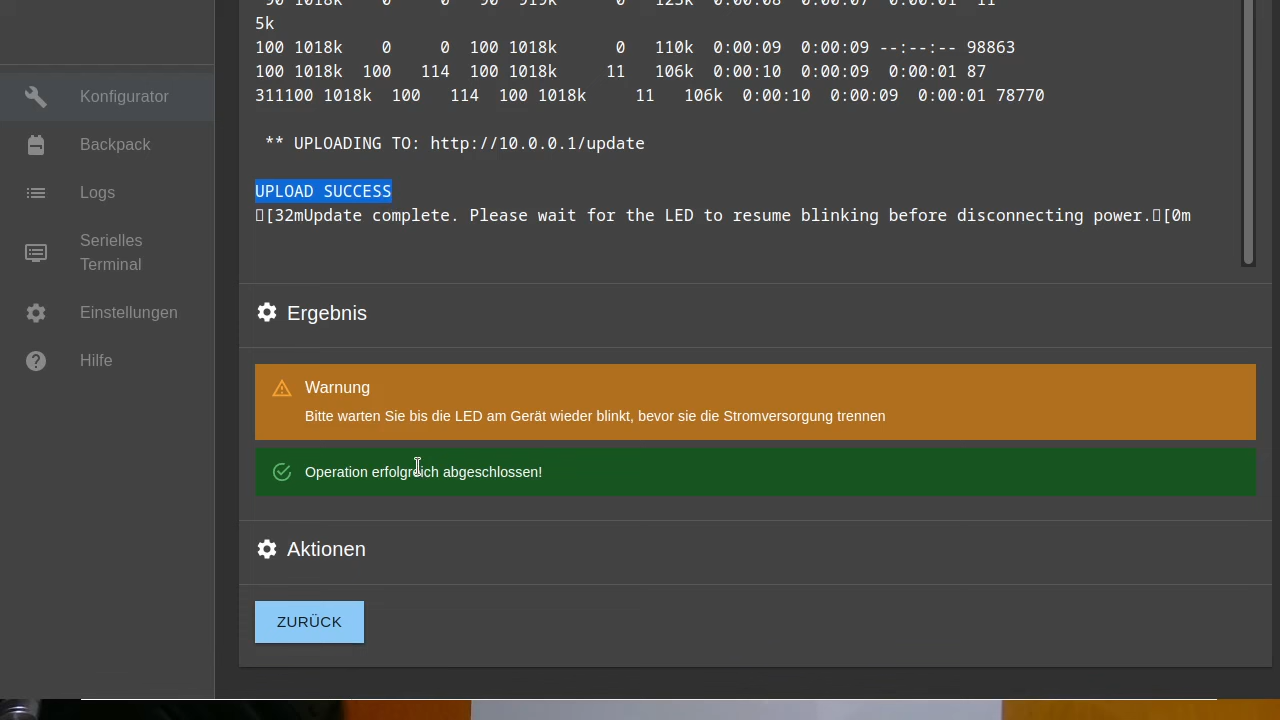 5k
100 1018k    0     0  100 1018k      0   110k  0:00:09  0:00:09 --:--:-- 98863
100 1018k  100   114  100 1018k     11   106k  0:00:10  0:00:09  0:00:01 87
311100 1018k  100   114  100 1018k     11   106k  0:00:10  0:00:09  0:00:01 78770
** UPLOADING TO: http://10.0.0.1/update
UPLOAD SUCCESS
[32mUpdate complete. Please wait for the LED to resume blinking before disconnecting power.[0m
Konfigurator
Backpack
Logs
Serielles
Terminal
Einstellungen
Hilfe
Ergebnis
Warnung
Bitte warten Sie bis die LED am Gerät wieder blinkt, bevor sie die Stromversorgung trennen
Operation erfolgreich abgeschlossen!
Aktionen
ZURÜCK